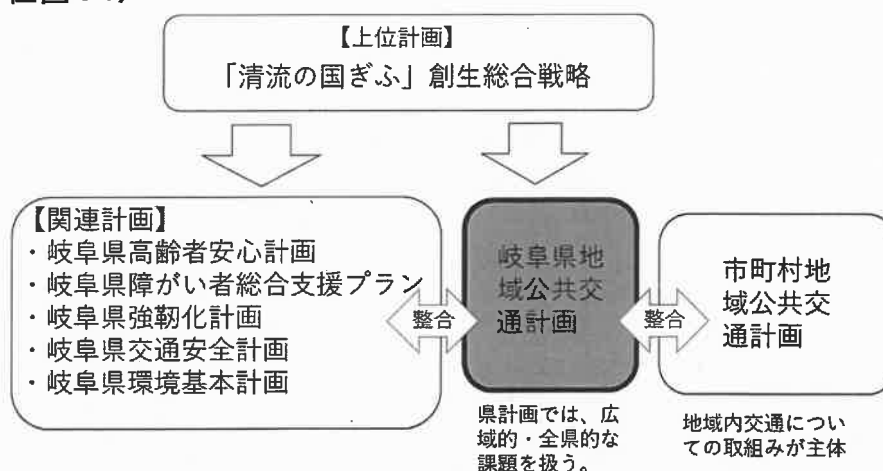 【上位計画】
「清流の国ぎふ」創生総合戦略
【関連計画】
・岐阜県高齢者安心計画
・岐阜県障がい者総合支援プラン
・岐阜県強靭化計画
・岐阜県交通安全計画
・岐阜県環境基本計画
整合
岐阜県地
域公共交
通計画
整合
市町村地
域公共交
通計画
県計画では、広
域的・全県的な
課題を扱う。
地域内交通につい
ての取組みが主体